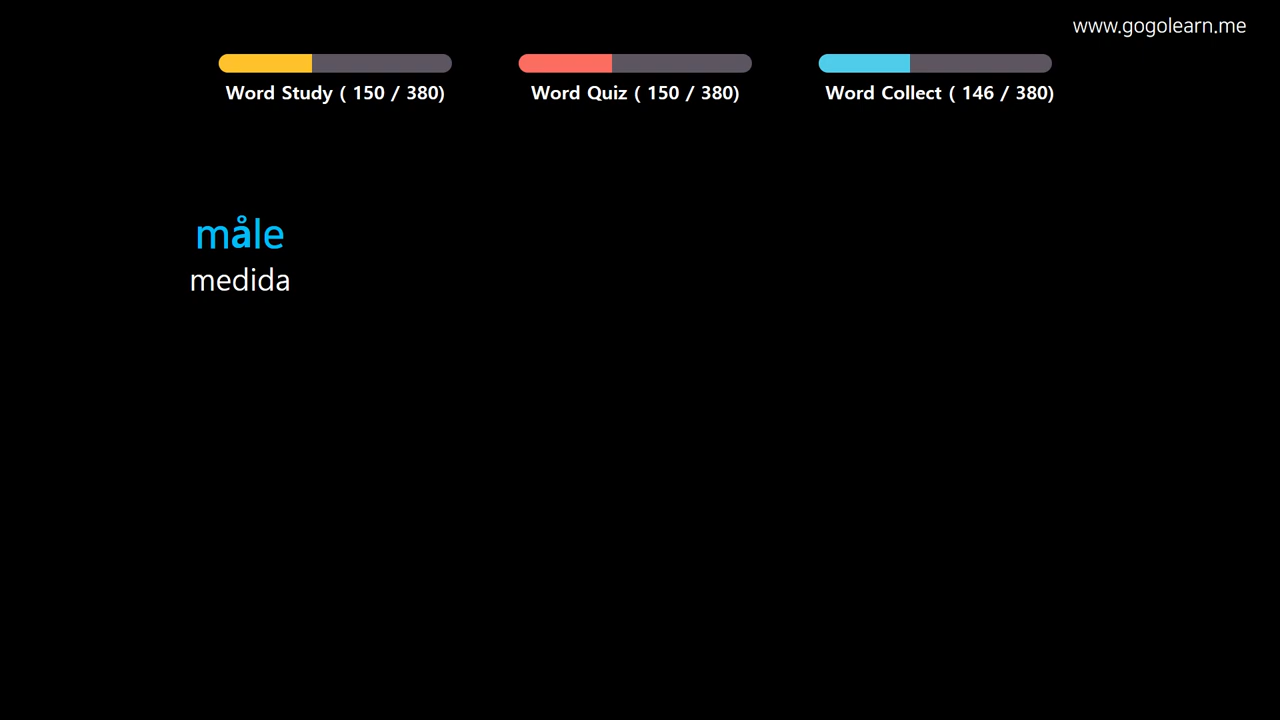 www.gogolearn.me
Word Study ( 150 / 380)
Word Quiz ( 150 / 380)
Word Collect ( 146 / 380)
måle
medida